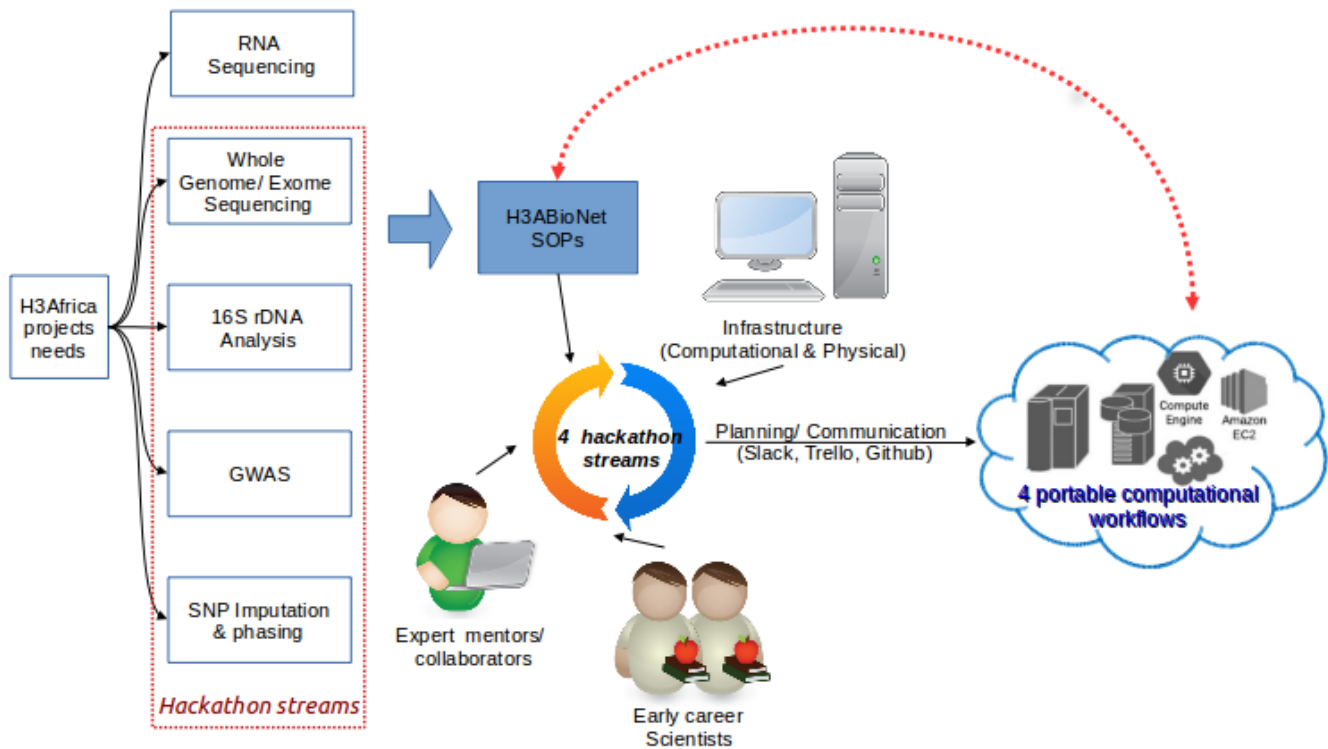 RNA
Sequencing
Whole
Genome/ Exome
Sequencing
H3Africa
projects
needs
16S rDNA
Analysis
GWAS
SNP Imputation
& phasing
Hackathon streams
H3ABioNet
SOPs
Infrastructure
(Computational & Physical)
4 hackathon
streams
Planning/ Communication
(Slack, Trello, Github)
Expert mentors/
collaborators
Early career
Scientists
Compute
Engine
Amazon
EC2
4 portable computational
workflows